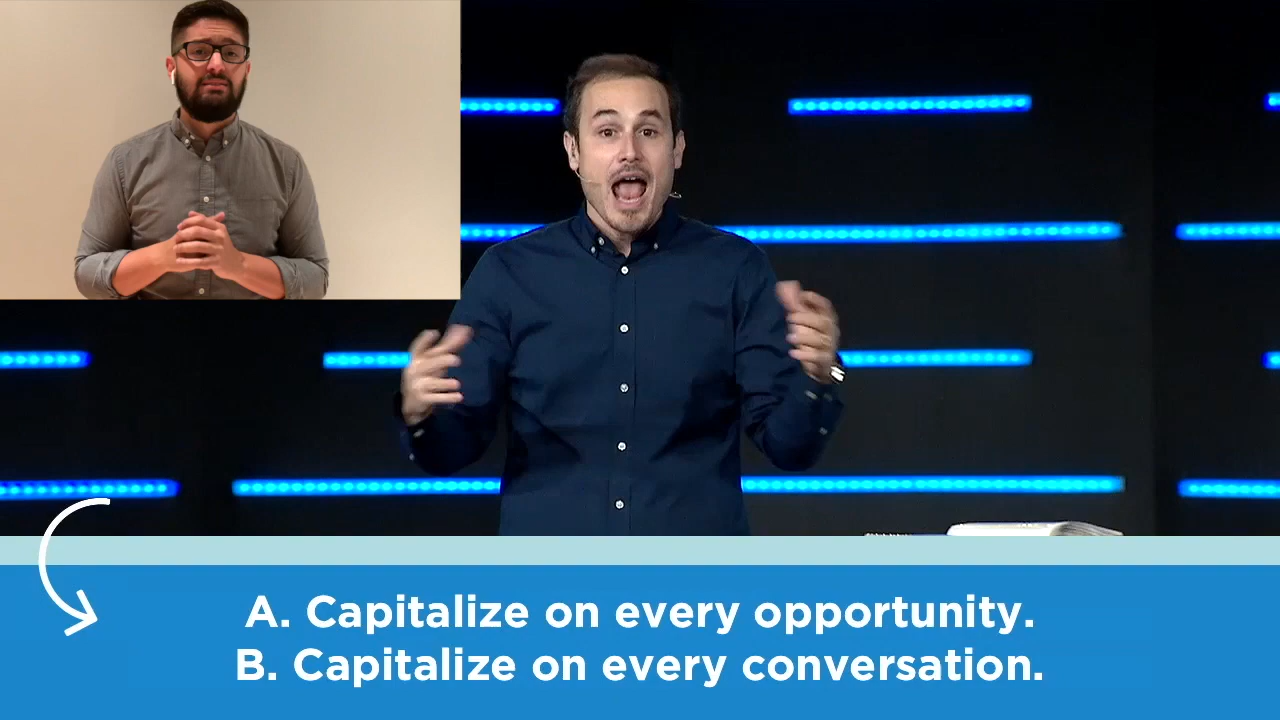 A. Capitalize on every opportunity.
B. Capitalize on every conversation.